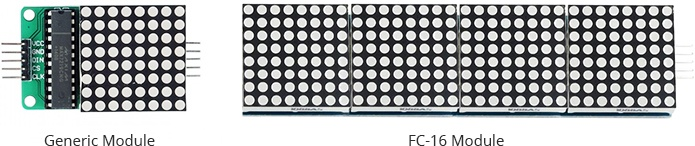 VCC
GND
DIN
CS
CLK
Generic Module
FC-16 Module